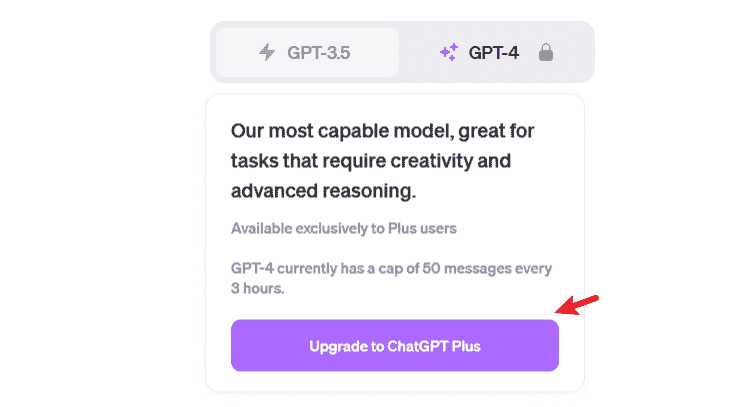 GPT-3.5
GPT-4
Our most capable model, great for
tasks that require creativity and
advanced reasoning.
Available exclusively to Plus users
GPT-4 currently has a cap of 50 messages every
3 hours.
Upgrade to ChatGPT Plus